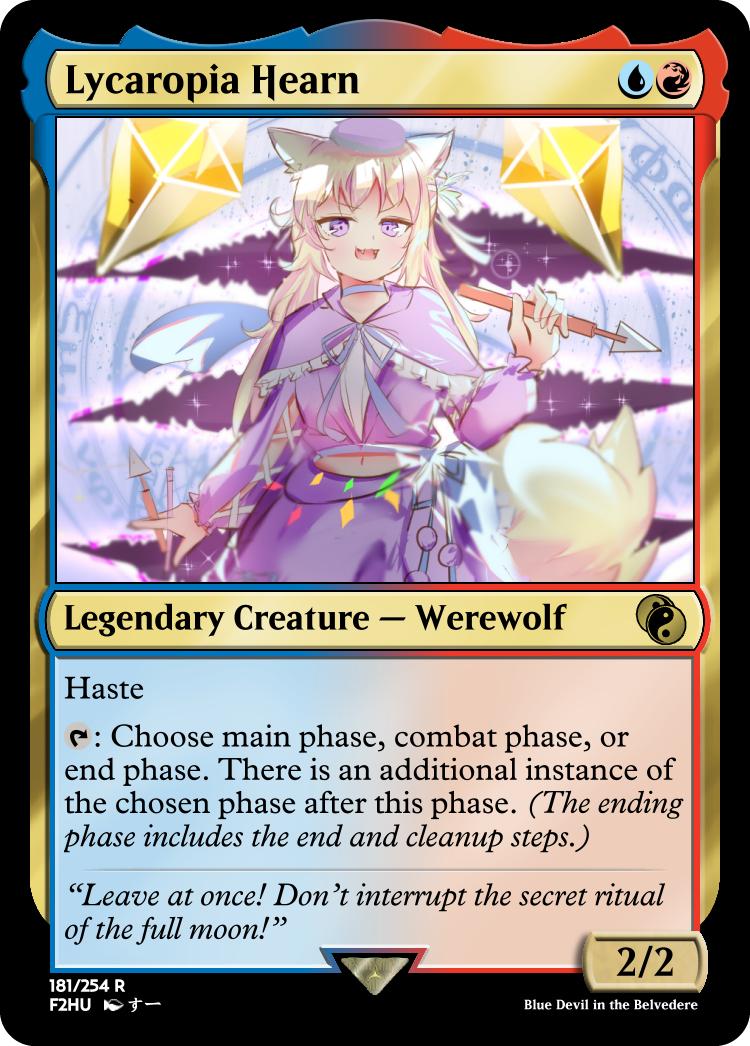 Lycaropia Hearn
Legendary Creature — Werewolf
Haste
: Choose main phase, combat phase, or
end phase. There is an additional instance of
the chosen phase after this phase. (The ending
phase includes the end and cleanup steps.)
“Leave at once! Don’t interrupt the secret ritual
of the full moon!”
2/2
181/254 R
F2HU すー
Blue Devil in the Belvedere